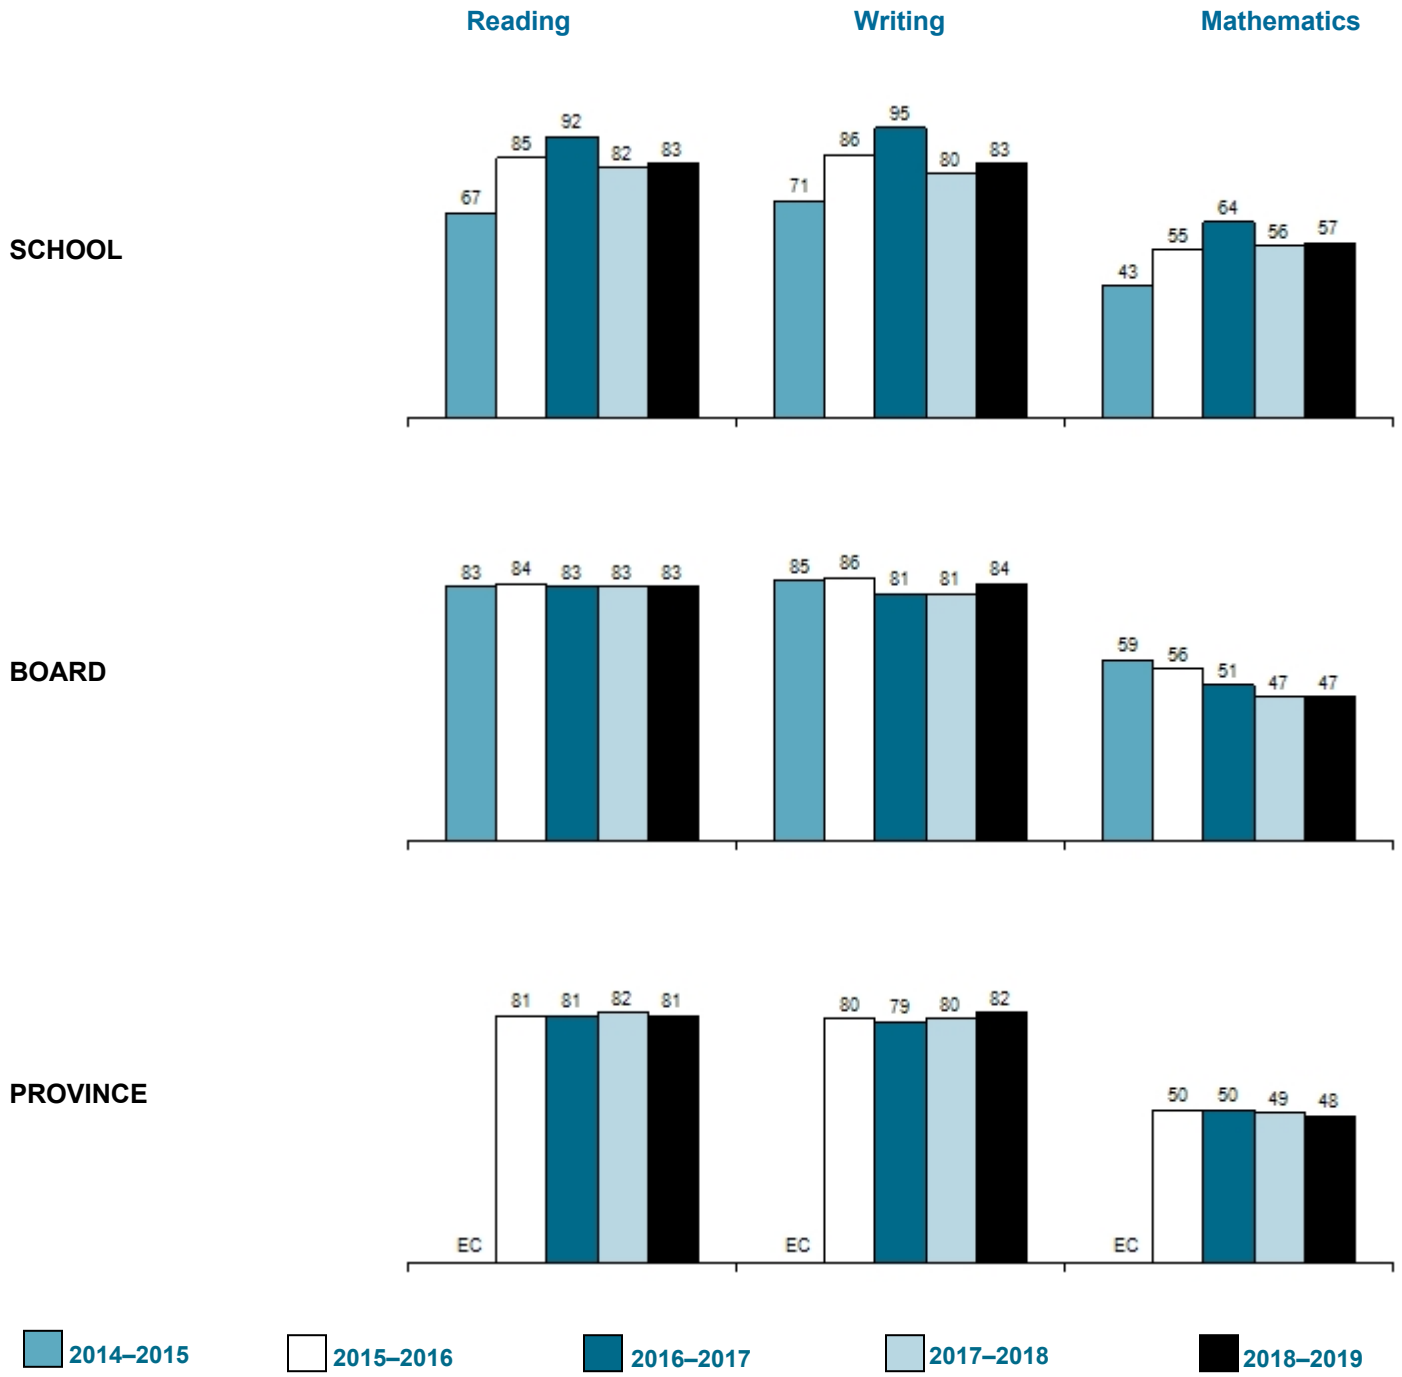 Reading Writing Mathematics
SCHOOL
67 85 92 82 83 71 86 95 80 83 43 55 64 56 57
BOARD
83 84 83 83 83 85 86 81 81 84 59 56 51 47 47
PROVINCE
EC 81 81 82 81 EC 80 79 80 82 EC 50 50 49 48
2014–2015 2015–2016 2016–2017 2017–2018 2018–2019